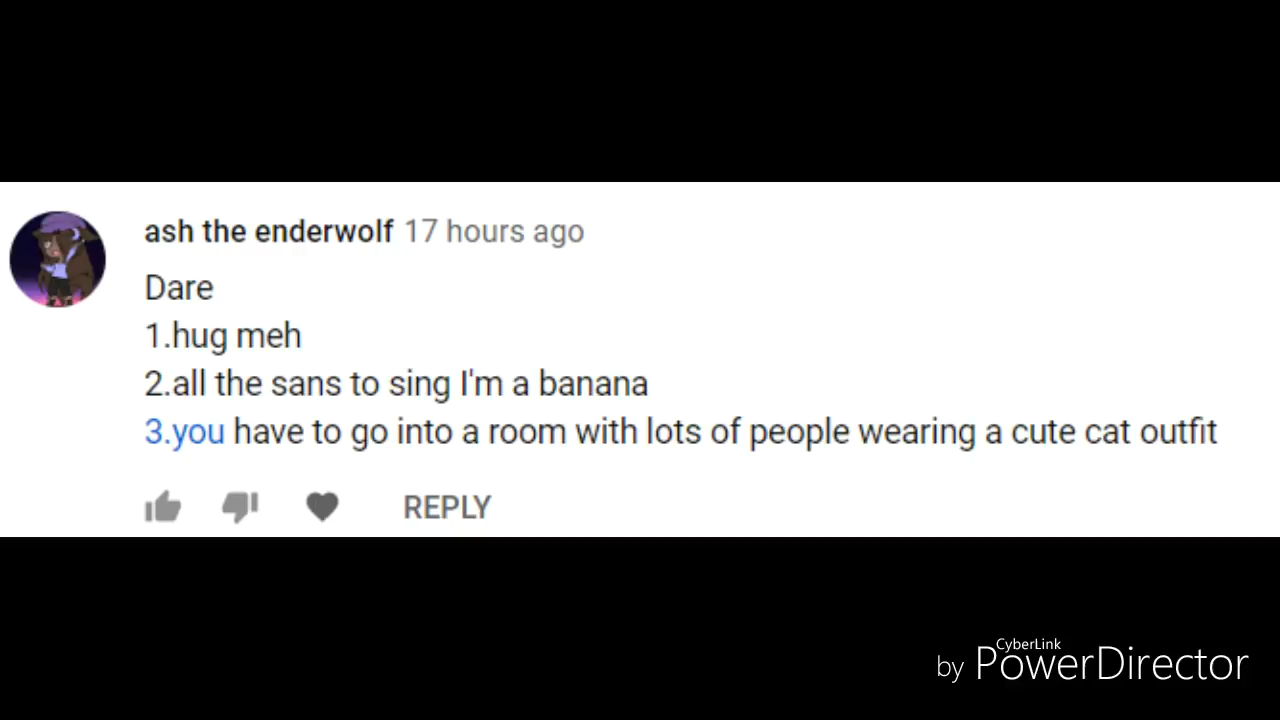 ash the enderwolf 17 hours ago
Dare
1.hug meh
2.all the sans to sing I'm a banana
3.you have to go into a room with lots of people wearing a cute cat outfit
REPLY
CyberLink
by PowerDirector